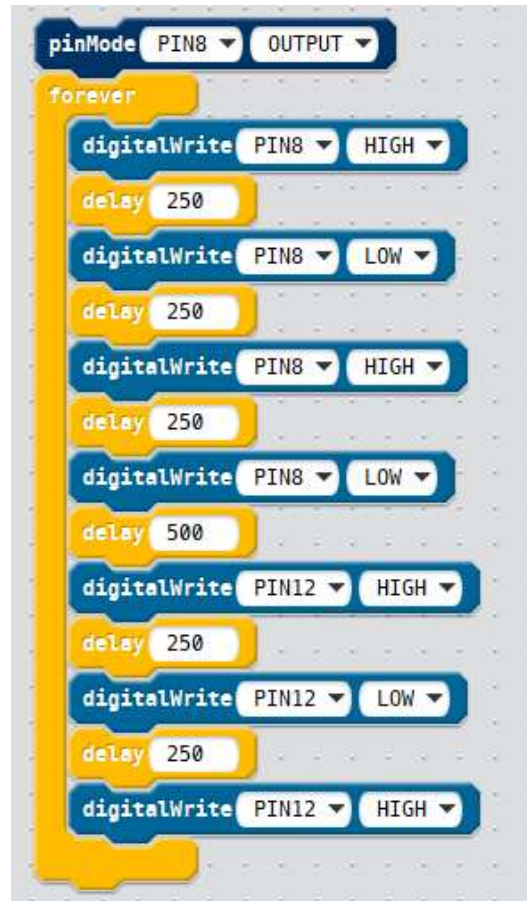 pinMode PIN8 OUTPUT
forever
digitalWrite PIN8 HIGH
delay 250
digitalWrite PIN8 LOW
delay 250
digitalWrite PIN8 HIGH
delay 250
digitalWrite PIN8 LOW
delay 500
digitalWrite PIN12 HIGH
delay 250
digitalWrite PIN12 LOW
delay 250
digitalWrite PIN12 HIGH